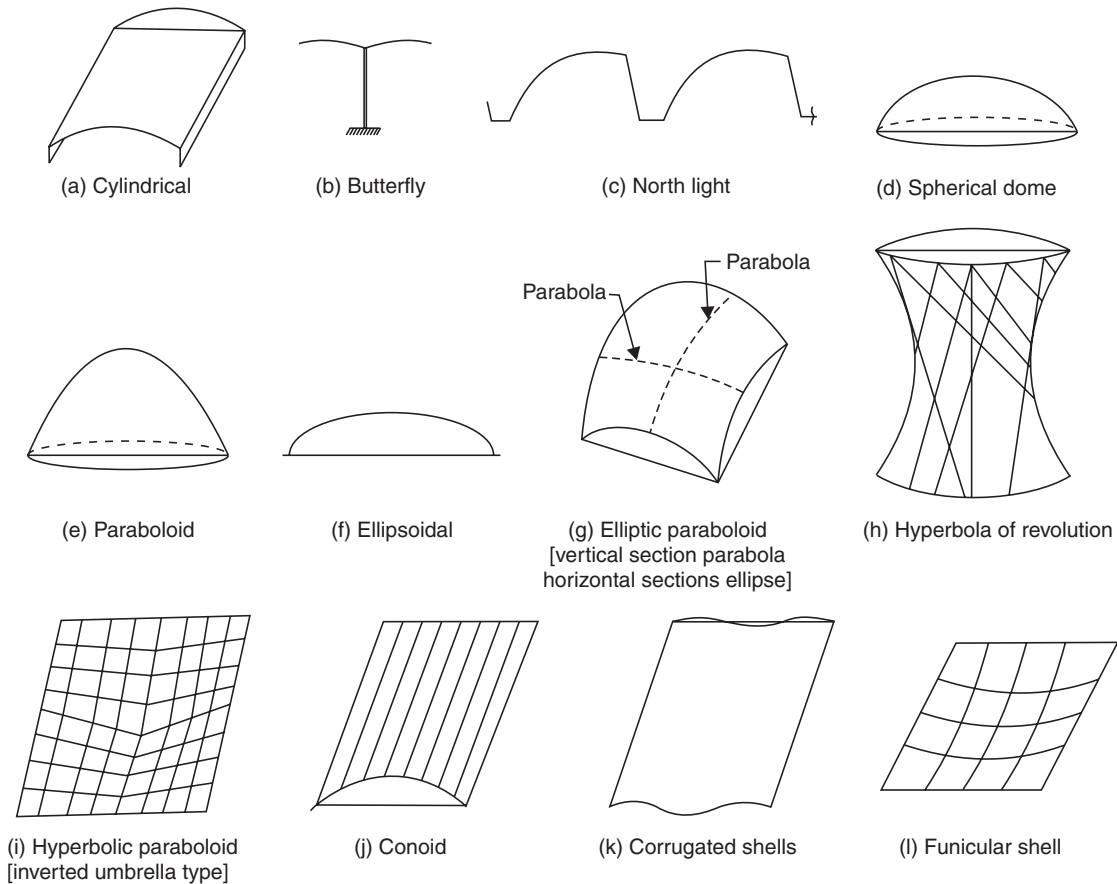 (a) Cylindrical
(b) Butterfly
(c) North light
(d) Spherical dome
Parabola
Parabola
(e) Paraboloid
(f) Ellipsoidal
(g) Elliptic paraboloid
[vertical section parabola
horizontal sections ellipse]
(h) Hyperbola of revolution
(i) Hyperbolic paraboloid
[inverted umbrella type]
(j) Conoid
(k) Corrugated shells
(l) Funicular shell